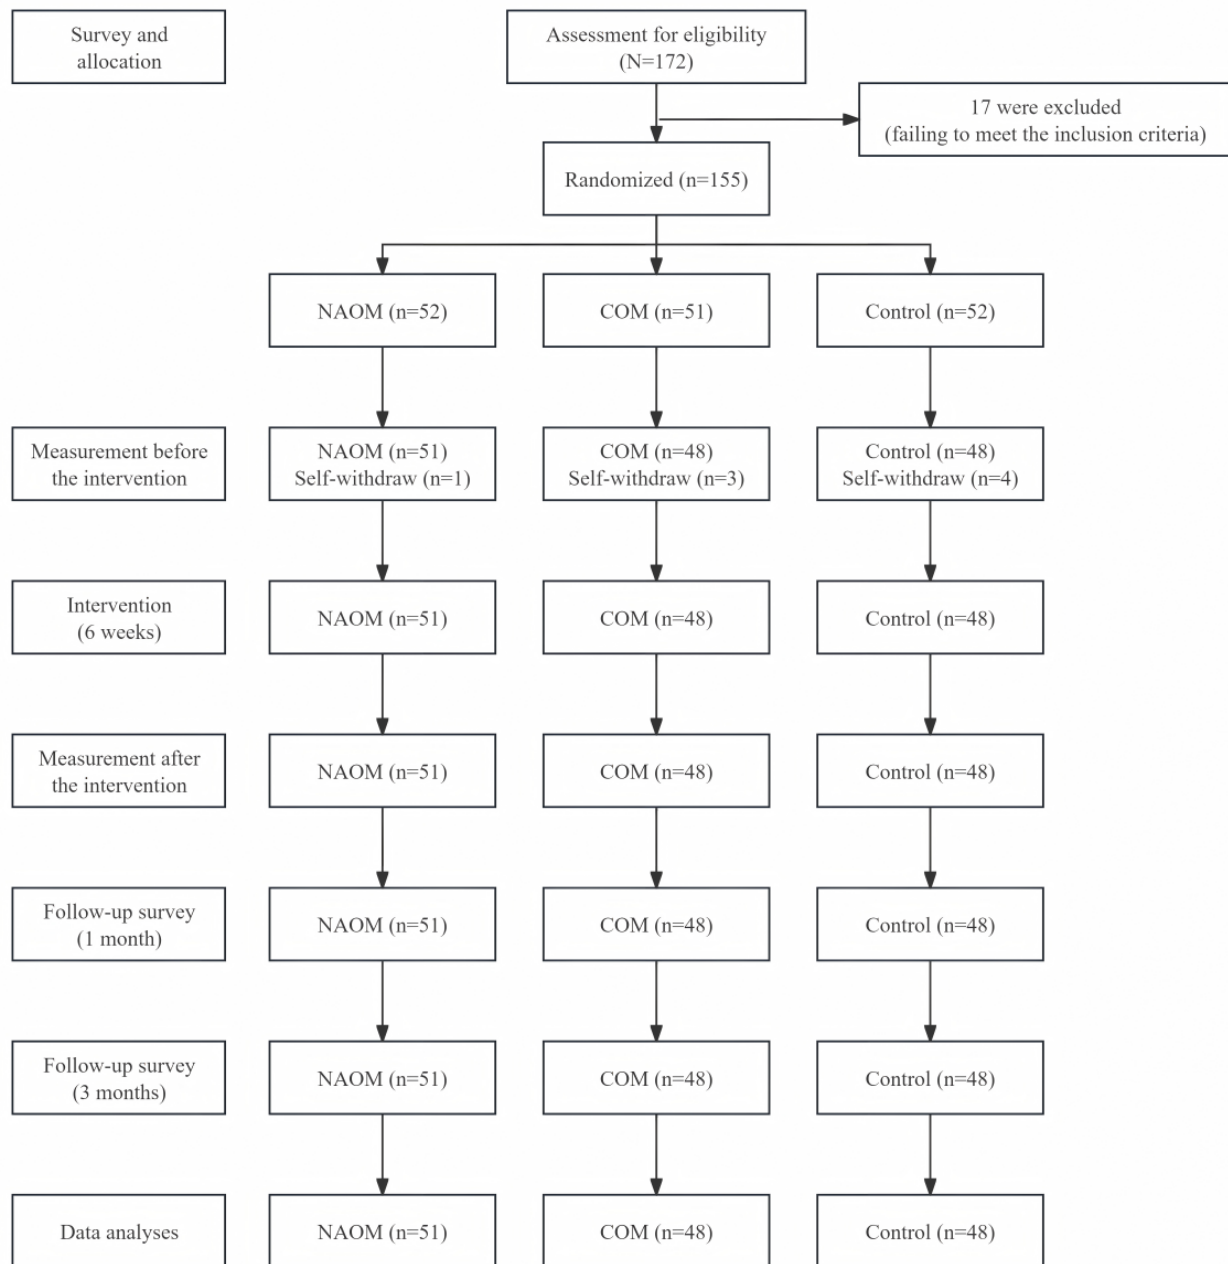 Survey and
allocation
Assessment for eligibility
(N=172)
17 were excluded
(failing to meet the inclusion criteria)
Randomized (n=155)
NAOM (n=52)
COM (n=51)
Control (n=52)
Measurement before
the intervention
NAOM (n=51)
Self-withdraw (n=1)
COM (n=48)
Self-withdraw (n=3)
Control (n=48)
Self-withdraw (n=4)
Intervention
(6 weeks)
NAOM (n=51)
COM (n=48)
Control (n=48)
Measurement after
the intervention
NAOM (n=51)
COM (n=48)
Control (n=48)
Follow-up survey
(1 month)
NAOM (n=51)
COM (n=48)
Control (n=48)
Follow-up survey
(3 months)
NAOM (n=51)
COM (n=48)
Control (n=48)
Data analyses
NAOM (n=51)
COM (n=48)
Control (n=48)